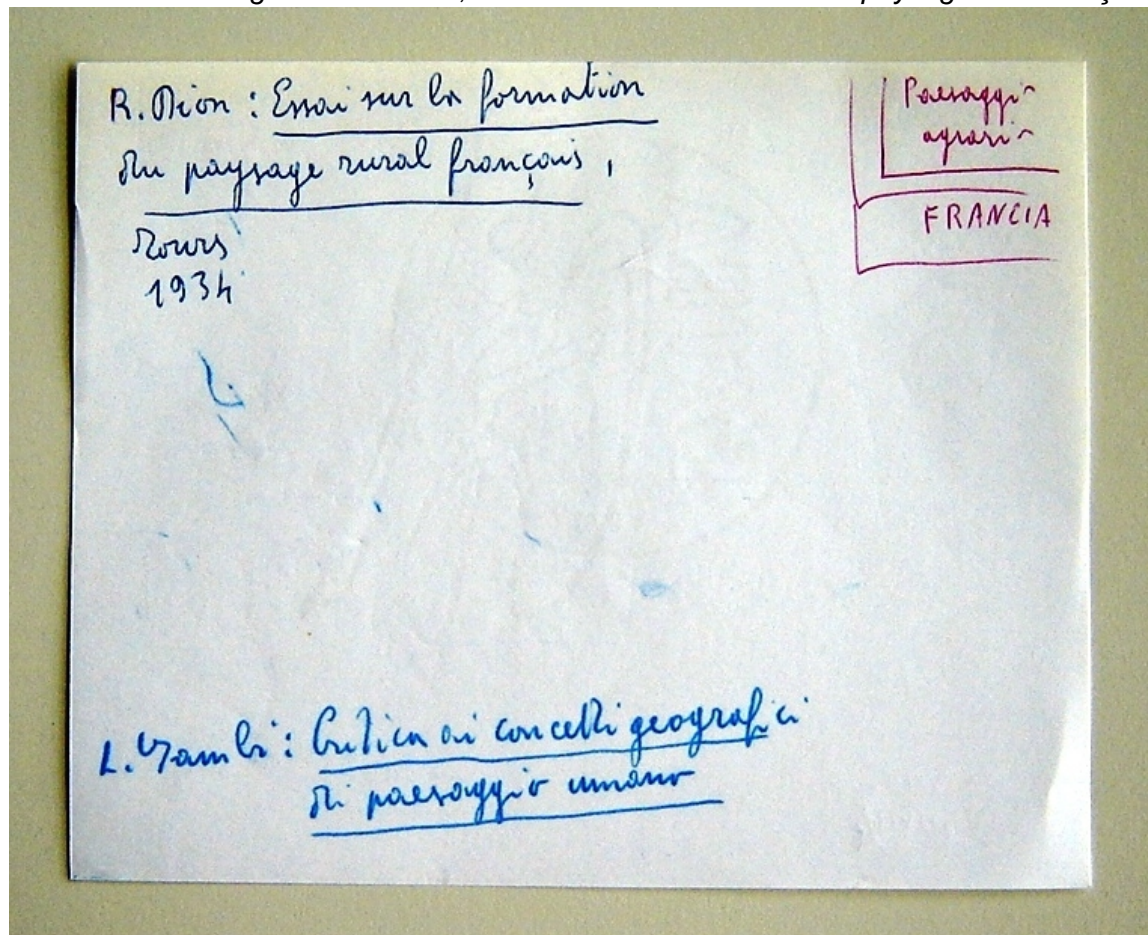 R. Dion : Essai sur la formation
du paysage rural français,
Tours
1934
Paesaggi
agrari
FRANCIA
L. Gambi : Critica ai concetti geografici
di paesaggio umano